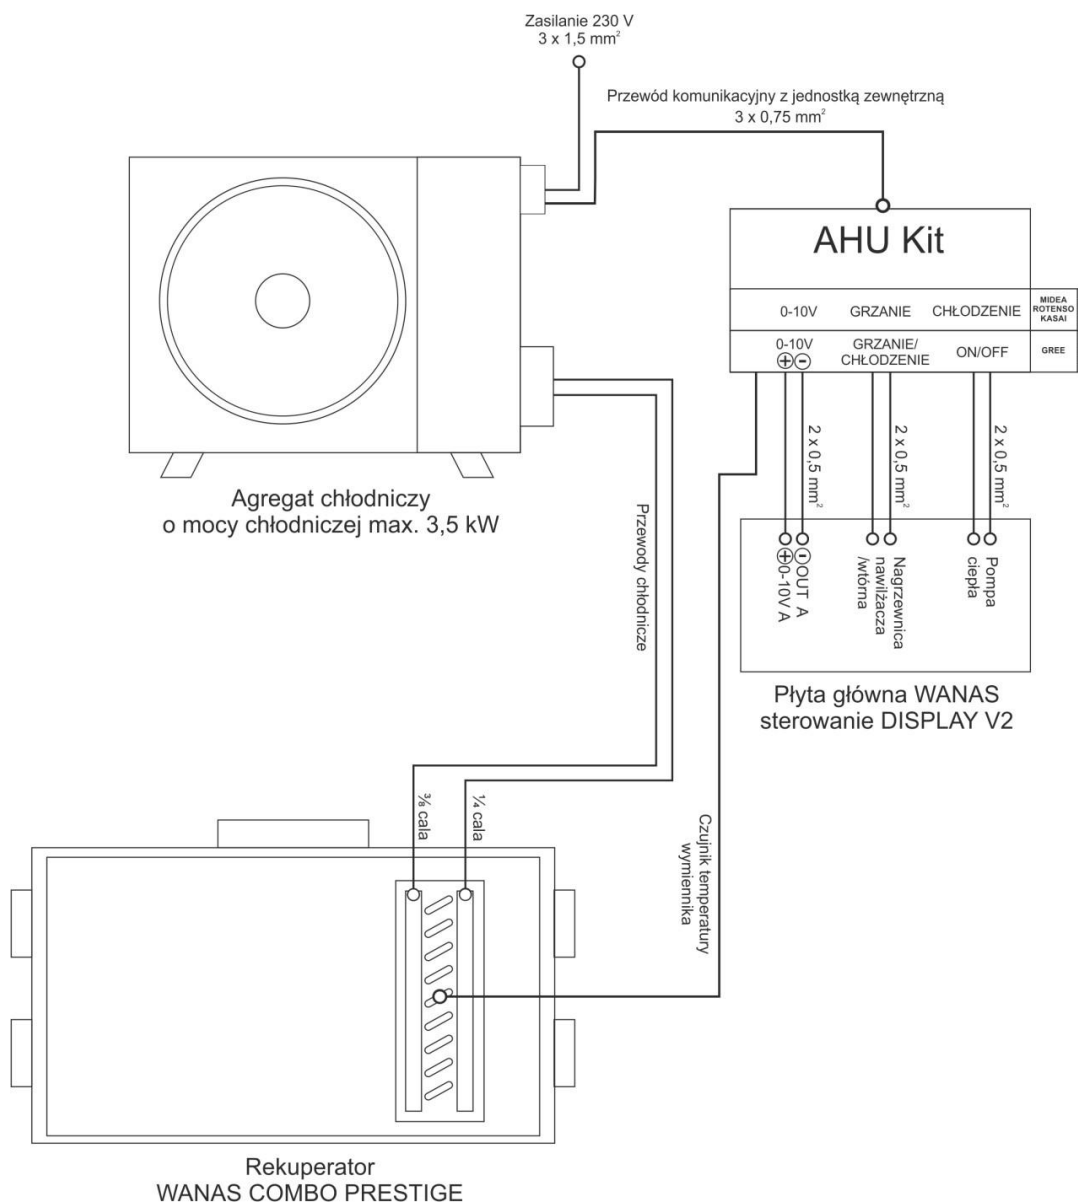 Zasilanie 230 V
3 x 1,5 mm²
Przewód komunikacyjny z jednostką zewnętrzną
3 x 0,75 mm²
AHU Kit
0-10V GRZANIE CHŁODZENIE
MIDEA
ROTENSO
KASAI
0-10V
+ -
GRZANIE/
CHŁODZENIE
ON/OFF
GREE
2 x 0,5 mm²
2 x 0,5 mm²
2 x 0,5 mm²
Agregat chłodniczy
o mocy chłodniczej max. 3,5 kW
Przewody chłodnicze
- OUT A
+ 0-10V A
Nagrzewnica
nawilżacza
/wtórna
Pompa
ciepła
Płyta główna WANAS
sterowanie DISPLAY V2
⅜ cala
¼ cala
Czujnik temperatury
wymiennika
Rekuperator
WANAS COMBO PRESTIGE